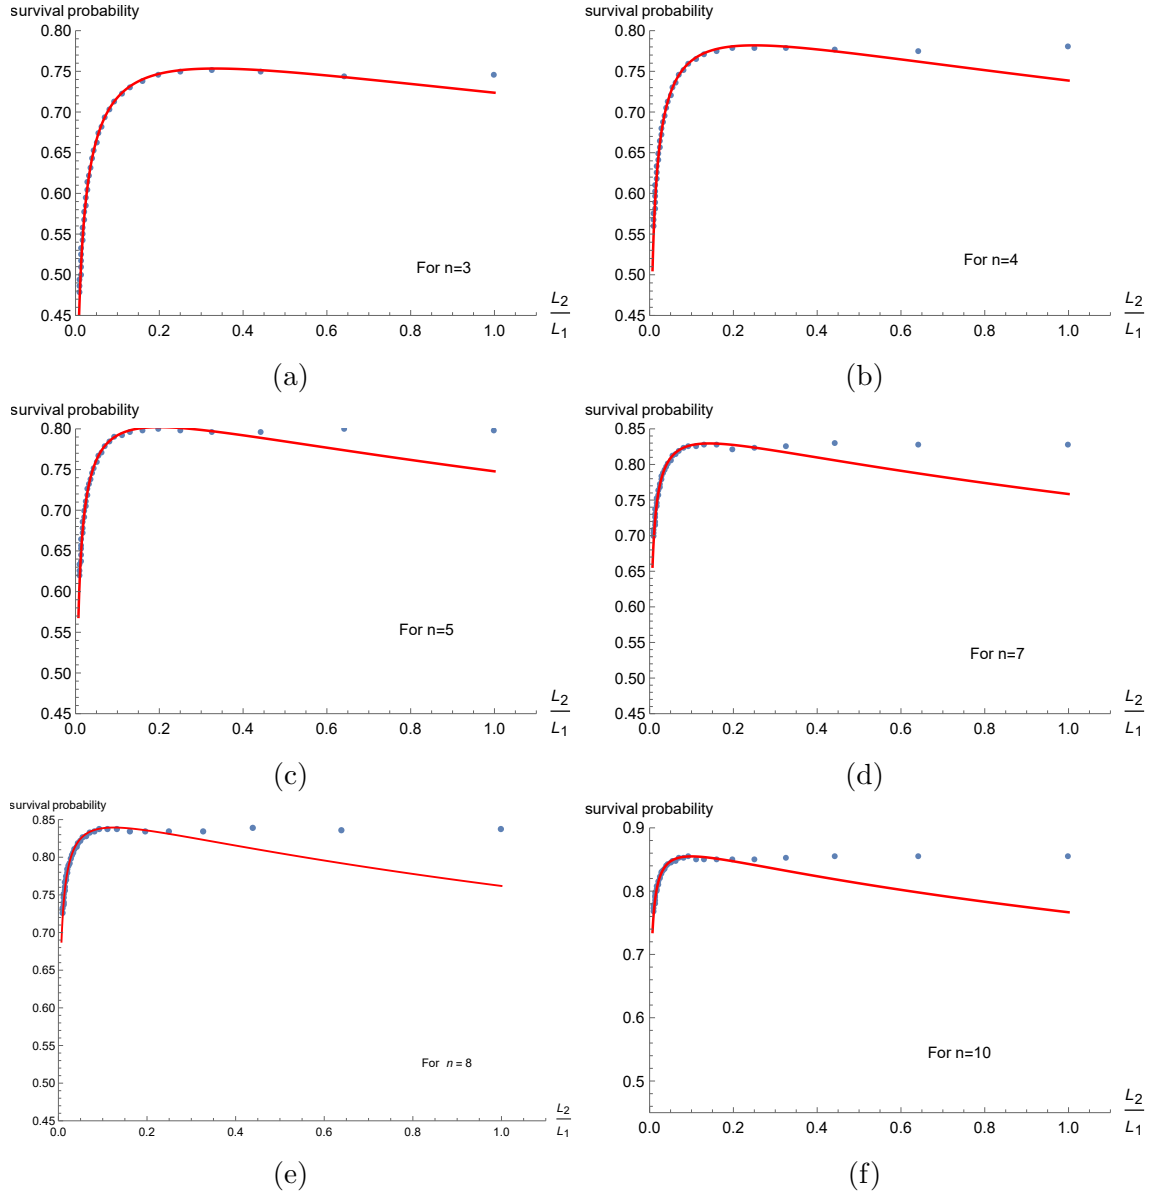 survival probability
0.80
0.75
0.70
0.65
0.60
0.55
0.50
0.45
0.0 0.2 0.4 0.6 0.8 1.0
For n=3
L2
L1
(a)
survival probability
0.80
0.75
0.70
0.65
0.60
0.55
0.50
0.45
0.0 0.2 0.4 0.6 0.8 1.0
For n=4
L2
L1
(b)
survival probability
0.80
0.75
0.70
0.65
0.60
0.55
0.50
0.45
0.0 0.2 0.4 0.6 0.8 1.0
For n=5
L2
L1
(c)
survival probability
0.85
0.80
0.75
0.70
0.65
0.60
0.55
0.50
0.45
0.0 0.2 0.4 0.6 0.8 1.0
For n=7
L2
L1
(d)
survival probability
0.85
0.80
0.75
0.70
0.65
0.60
0.55
0.50
0.45
0.0 0.2 0.4 0.6 0.8 1.0
For n = 8
L2
L1
(e)
survival probability
0.9
0.8
0.7
0.6
0.5
0.0 0.2 0.4 0.6 0.8 1.0
For n=10
L2
L1
(f)